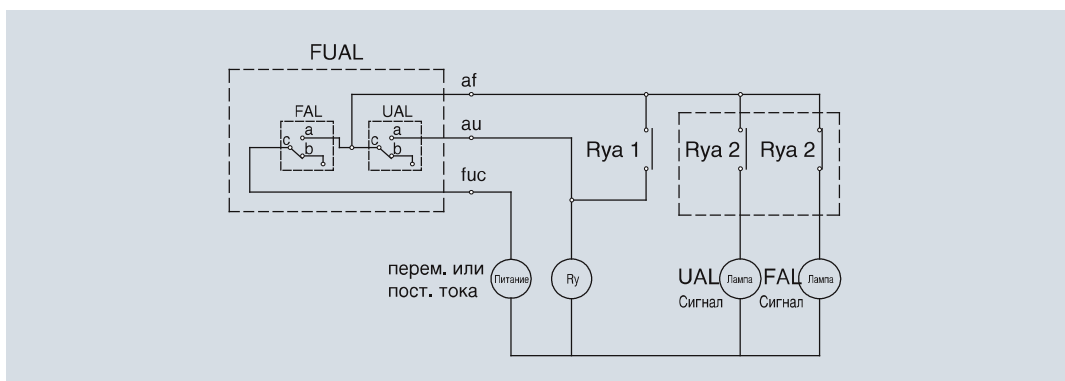 FUAL
af
FAL
UAL
a
a
au
c
b
c
b
Rya 1
Rya 2
Rya 2
fuc
перем. или
пост. тока
Питание
Ry
UAL
Сигнал
Лампа
FAL
Сигнал
Лампа